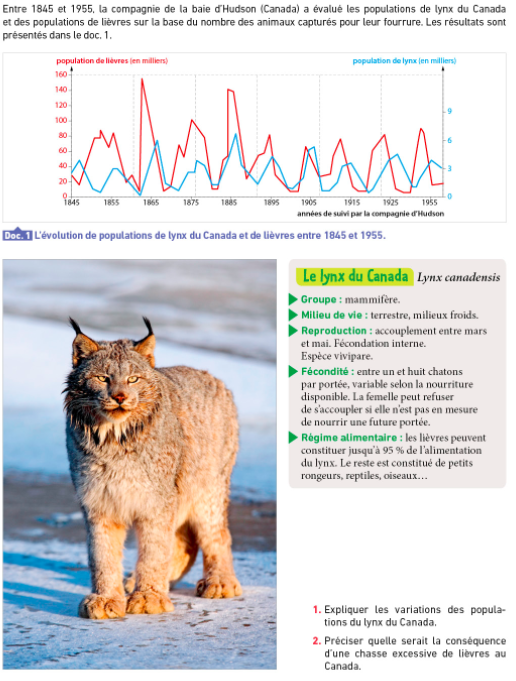 Entre 1845 et 1955, la compagnie de la baie d'Hudson (Canada) a évalué les populations de lynx du Canada
et des populations de lièvres sur la base du nombre des animaux capturés pour leur fourrure. Les résultats sont
présentés dans le doc. 1.
population de lièvres (en milliers)
population de lynx (en milliers)
160
140
120
100
80
60
40
20
0
9
6
3
0
1845 1855 1865 1875 1885 1895 1905 1915 1925 1955
années de suivi par la compagnie d'Hudson
Doc. 1 L'évolution de populations de lynx du Canada et de lièvres entre 1845 et 1955.
Le lynx du Canada Lynx canadensis
Groupe : mammifère.
Milieu de vie : terrestre, milieux froids.
Reproduction : accouplement entre mars
et mai. Fécondation interne.
Espèce vivipare.
Fécondité : entre un et huit chatons
par portée, variable selon la nourriture
disponible. La femelle peut refuser
de s'accoupler si elle n'est pas en mesure
de nourrir une future portée.
Régime alimentaire : les lièvres peuvent
constituer jusqu'à 95 % de l'alimentation
du lynx. Le reste est constitué de petits
rongeurs, reptiles, oiseaux…
1. Expliquer les variations des popula-
tions du lynx du Canada.
2. Préciser quelle serait la conséquence
d'une chasse excessive de lièvres au
Canada.